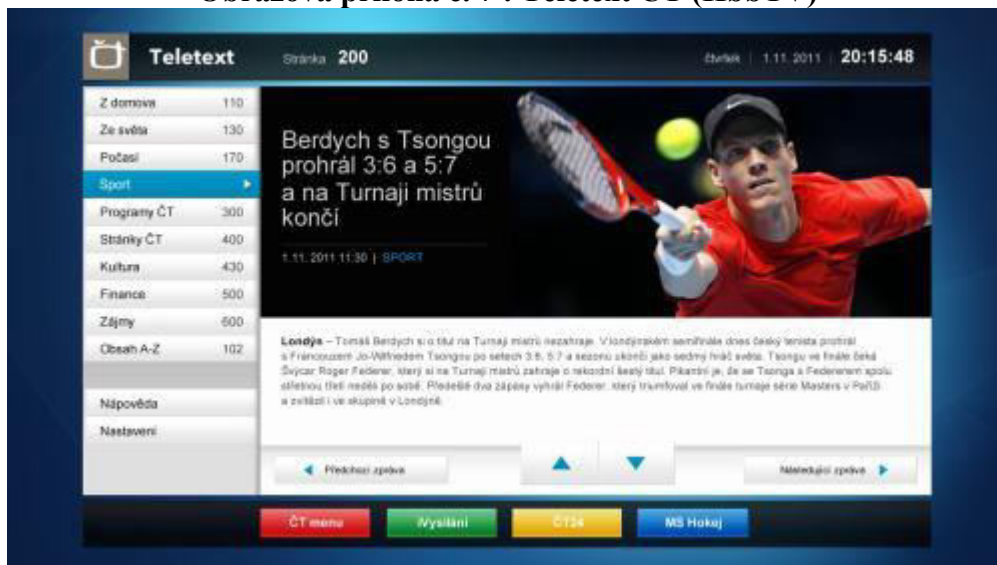 Obrazová příloha č. 7 : Teletext ČT (HbbTV)
Teletext
Stránka 200
čtvrtek | 1.11. 2011 | 20:15:48
Z domova 110
Ze světa 130
Počasí 170
Sport
Programy ČT 300
Stránky ČT 400
Kultura 430
Finance 500
Zájmy 600
Obsah A-Z 102
Nápověda
Nastavení
Berdych s Tsongou
prohrál 3:6 a 5:7
a na Turnaji mistrů
končí
1.11. 2011 11:30 | SPORT
Londýn – Tomáš Berdych si o titul na Turnaji mistrů nezahraje. V londýnském semifinále dnes český tenista prohrál
s Francouzem Jo-Wilfriedem Tsongou po setech 3:6, 5:7 a sezonu ukončí jako sedmý hráč světa. Tsongu ve finále čeká
Švýcar Roger Federer, který si na Turnaji mistrů zahraje o rekordní šestý titul. Pikantní je, že se Tsonga s Federerem spolu
střetnou třetí neděli po sobě. Předešlé dva zápasy vyhrál Federer, který triumfoval ve finále turnaje série Masters v Paříži
a zvítězil i ve skupině v Londýně.
Předchozí zpráva
Následující zpráva
ČT menu
iVysílání
ČT24
MS Hokej